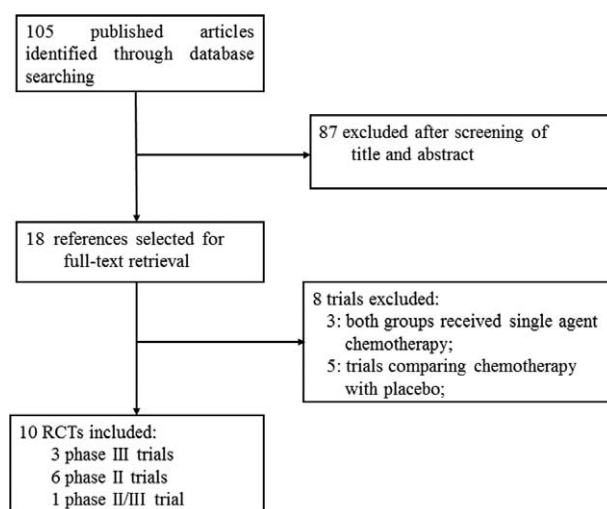 105 published articles
identified through database
searching
87 excluded after screening of
title and abstract
18 references selected for
full-text retrieval
8 trials excluded:
3: both groups received single agent
chemotherapy;
5: trials comparing chemotherapy
with placebo;
10 RCTs included:
3 phase III trials
6 phase II trials
1 phase II/III trial